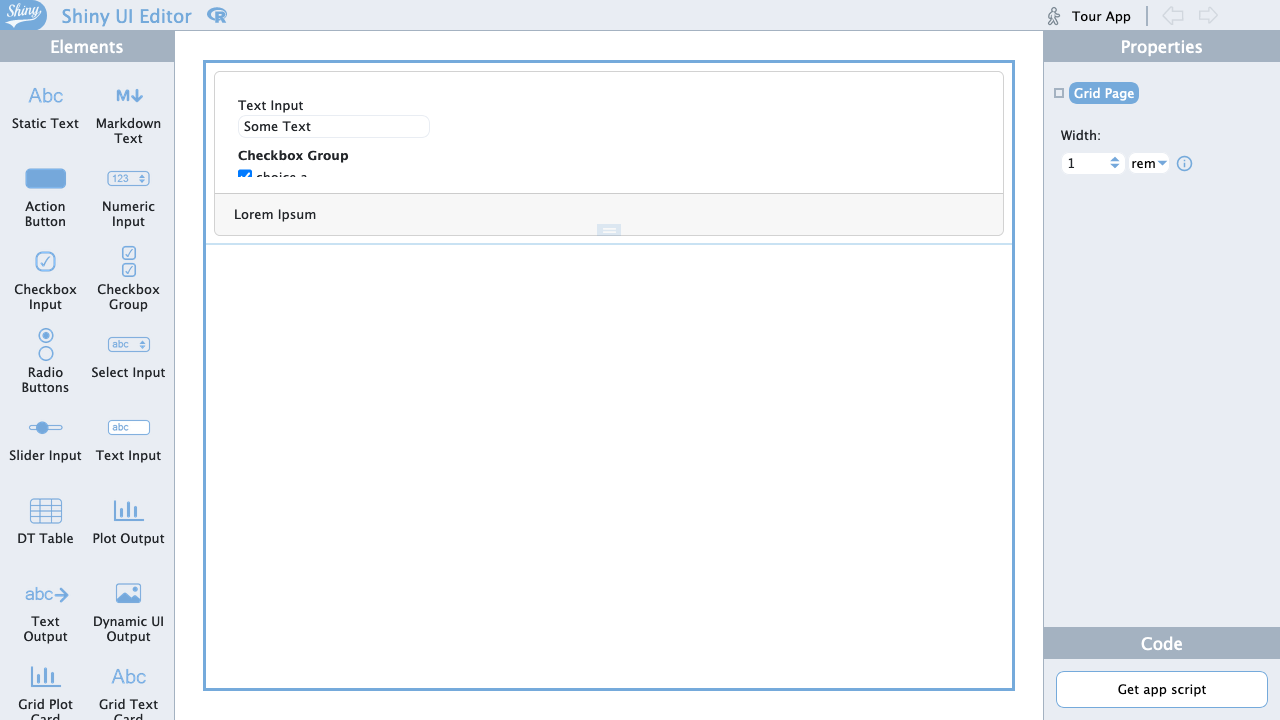 Shiny
Shiny UI Editor
R
Tour App
Elements
Properties
Abc
Static Text
M
Markdown
Text
Action
Button
123
Numeric
Input
Checkbox
Input
Checkbox
Group
Radio
Buttons
abc
Select Input
Slider Input
abc
Text Input
DT Table
Plot Output
abc
Text
Output
Dynamic UI
Output
Grid Plot
Card
Abc
Grid Text
Card
Text Input
Some Text
Checkbox Group
choice a
Lorem Ipsum
Grid Page
Width:
1
rem
i
Code
Get app script